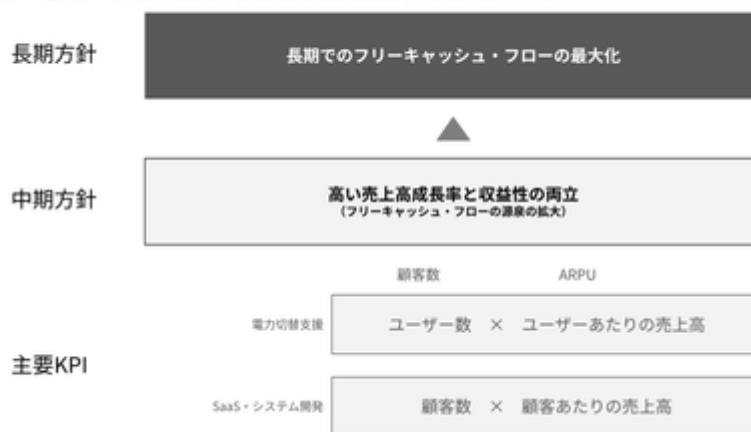 長期方針
長期でのフリーキャッシュ・フローの最大化
中期方針
高い売上高成長率と収益性の両立
(フリーキャッシュ・フローの源泉の拡大)
顧客数 ARPU
電力切替支援 ユーザー数 × ユーザーあたりの売上高
主要KPI
SaaS・システム開発 顧客数 × 顧客あたりの売上高